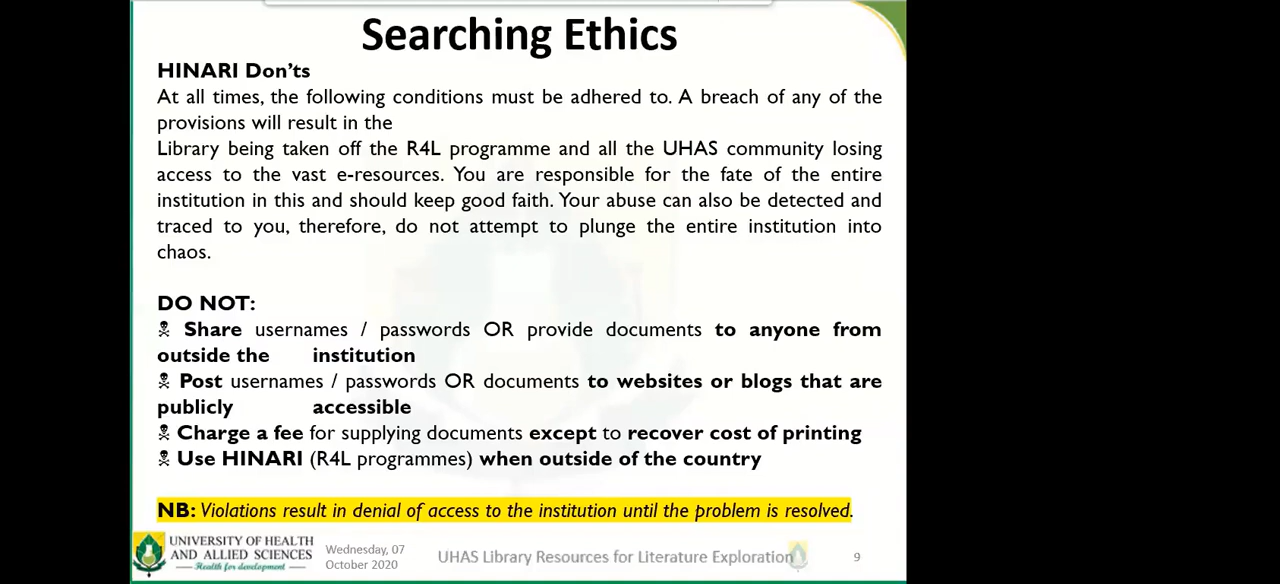 Searching Ethics
HINARI Don'ts
At all times, the following conditions must be adhered to. A breach of any of the
provisions will result in the
Library being taken off the R4L programme and all the UHAS community losing
access to the vast e-resources. You are responsible for the fate of the entire
institution in this and should keep good faith. Your abuse can also be detected and
traced to you, therefore, do not attempt to plunge the entire institution into
chaos.
DO NOT:
☠ Share usernames / passwords OR provide documents to anyone from
outside the institution
☠ Post usernames / passwords OR documents to websites or blogs that are
publicly accessible
☠ Charge a fee for supplying documents except to recover cost of printing
☠ Use HINARI (R4L programmes) when outside of the country
NB: Violations result in denial of access to the institution until the problem is resolved.
UNIVERSITY OF HEALTH
AND ALLIED SCIENCES
Health for development
Wednesday, 07
October 2020
UHAS Library Resources for Literature Exploration
9